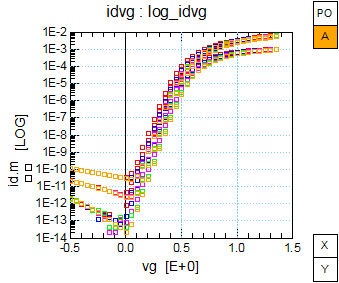 idvg : log_idvg
PO
A
1E-2
1E-3
1E-4
1E-5
1E-6
1E-7
1E-8
1E-9
1E-10
1E-11
1E-12
1E-13
1E-14
id.m [LOG]
-0.5
0.0
0.5
1.0
1.5
vg [E+0]
X
Y